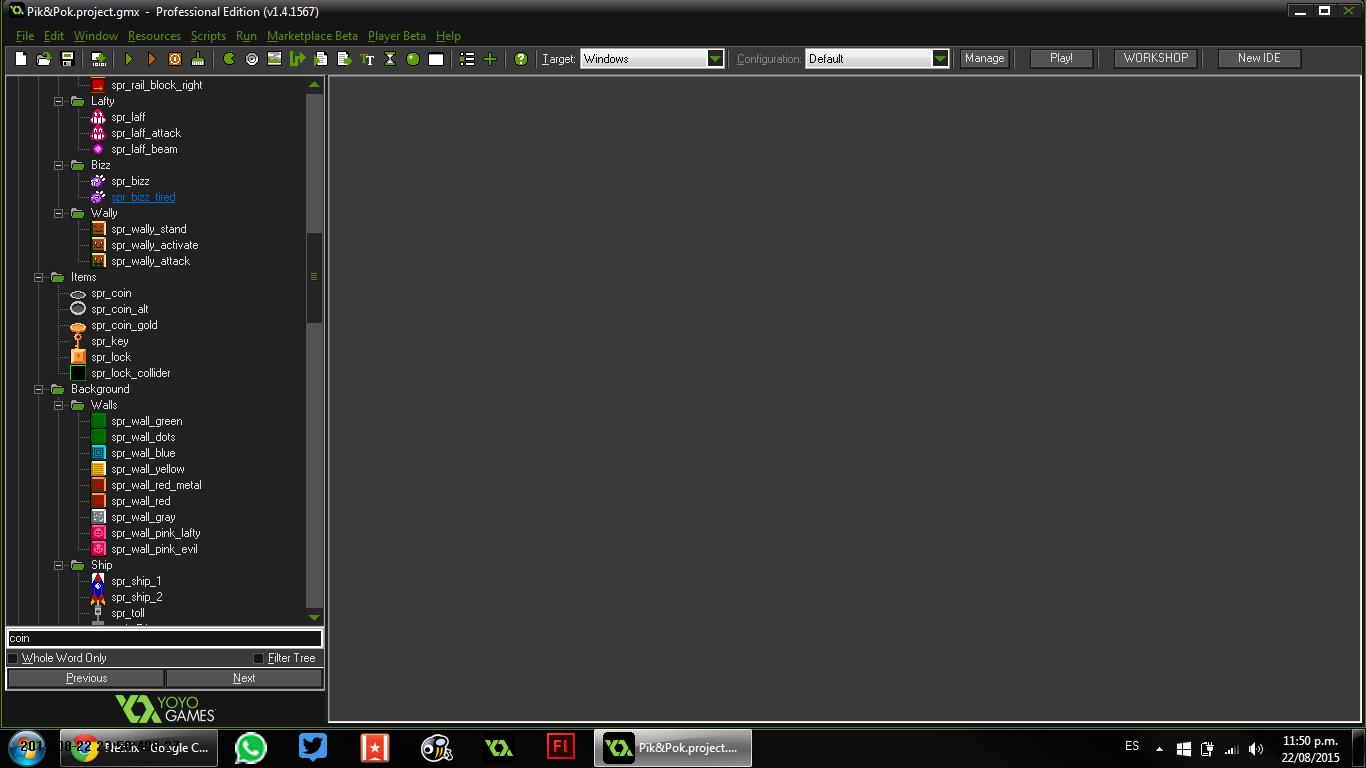 Pik&Pok.project.gmx - Professional Edition (v1.4.1567)
File Edit Window Resources Scripts Run Marketplace Beta Player Beta Help
Target: Windows Configuration: Default Manage Play! WORKSHOP New IDE
spr_rail_block_right
Lafty
spr_laff
spr_laff_attack
spr_laff_beam
Bizz
spr_bizz
spr_bizz_tired
Wally
spr_wally_stand
spr_wally_activate
spr_wally_attack
Items
spr_coin
spr_coin_alt
spr_coin_gold
spr_key
spr_lock
spr_lock_collider
Background
Walls
spr_wall_green
spr_wall_dots
spr_wall_blue
spr_wall_yellow
spr_wall_red_metal
spr_wall_red
spr_wall_gray
spr_wall_pink_lafty
spr_wall_pink_evil
Ship
spr_ship_1
spr_ship_2
spr_toll
coin
Whole Word Only Filter Tree
Previous Next
YOYO
GAMES
Google C...
Fl
Pik&Pok.project....
ES
11:50 p.m.
22/08/2015